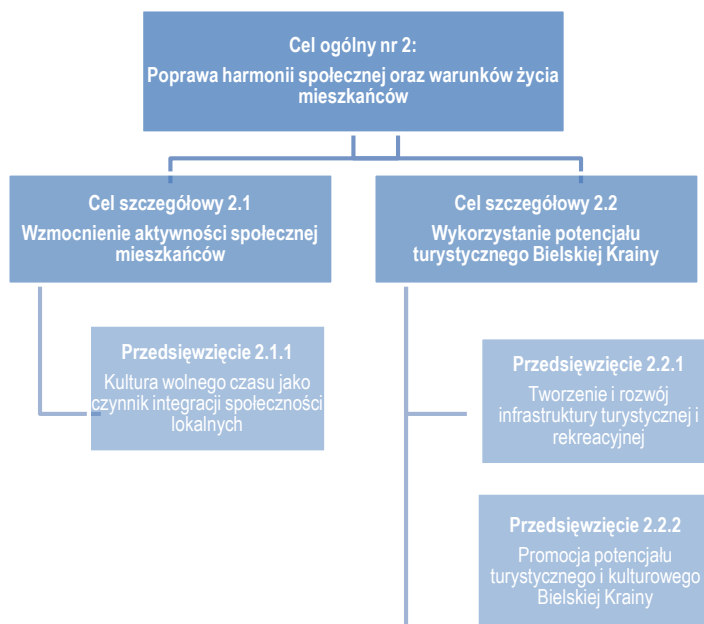 Cel ogólny nr 2:
Poprawa harmonii społecznej oraz warunków życia
mieszkańców
Cel szczegółowy 2.1
Wzmocnienie aktywności społecznej
mieszkańców
Cel szczegółowy 2.2
Wykorzystanie potencjału
turystycznego Bielskiej Krainy
Przedsięwzięcie 2.1.1
Kultura wolnego czasu jako
czynnik integracji społeczności
lokalnych
Przedsięwzięcie 2.2.1
Tworzenie i rozwój
infrastruktury turystycznej i
rekreacyjnej
Przedsięwzięcie 2.2.2
Promocja potencjału
turystycznego i kulturowego
Bielskiej Krainy